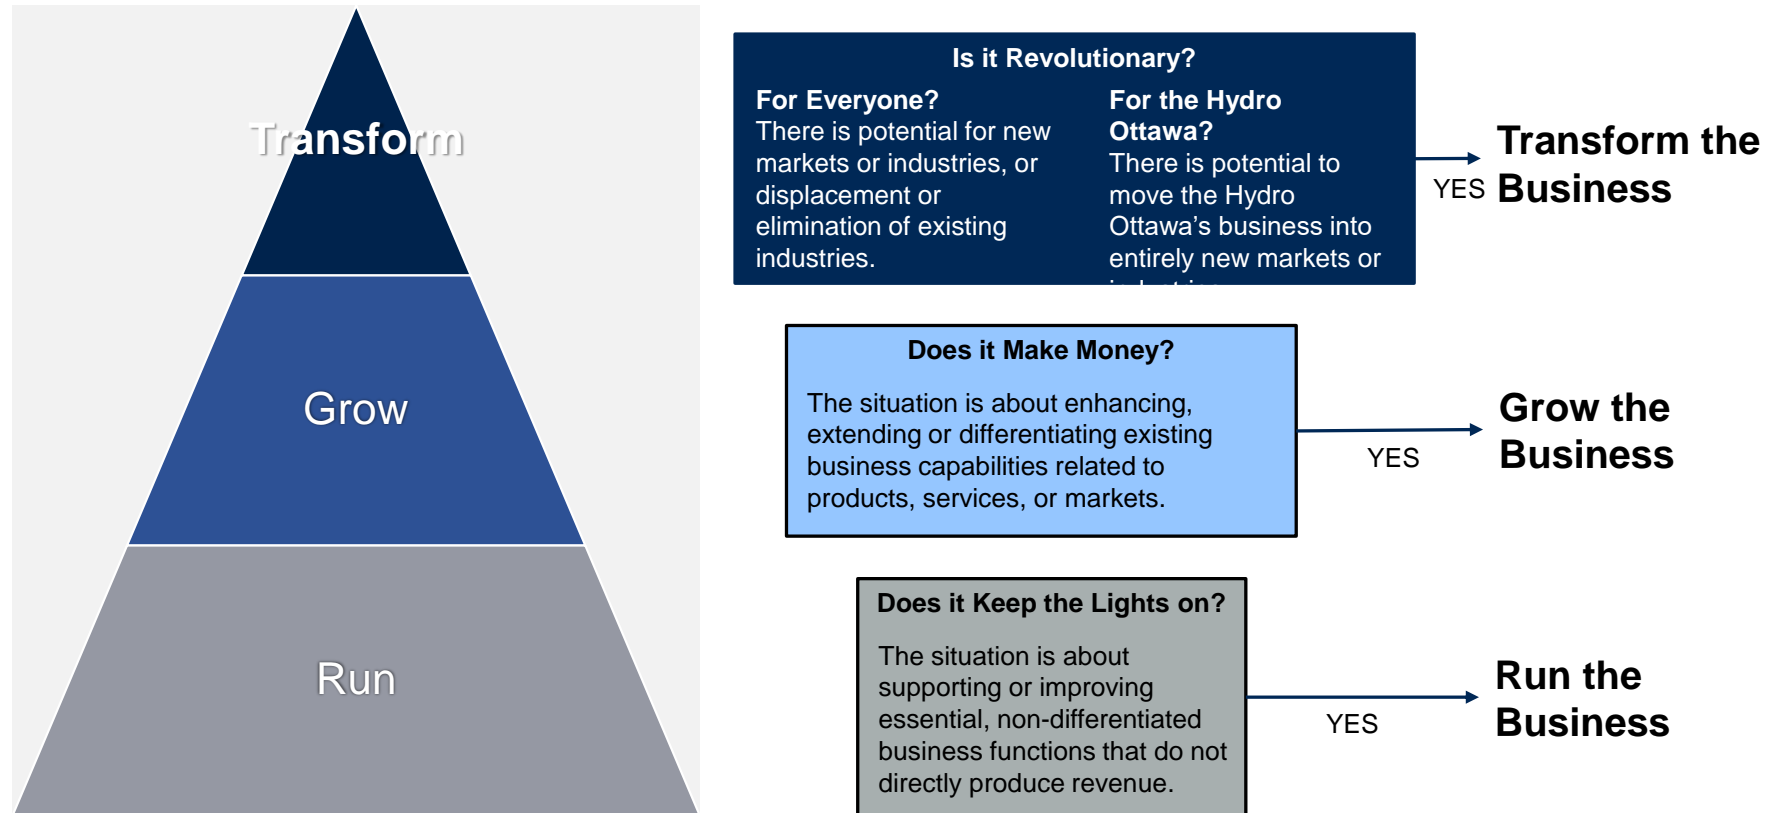 Transform
Grow
Run
Is it Revolutionary?
For Everyone?
There is potential for new
markets or industries, or
displacement or
elimination of existing
industries.
For the Hydro
Ottawa?
There is potential to
move the Hydro
Ottawa's business into
entirely new markets or
YES
Transform the
Business
Does it Make Money?
The situation is about enhancing,
extending or differentiating existing
business capabilities related to
products, services, or markets.
YES
Grow the
Business
Does it Keep the Lights on?
The situation is about
supporting or improving
essential, non-differentiated
business functions that do not
directly produce revenue.
YES
Run the
Business